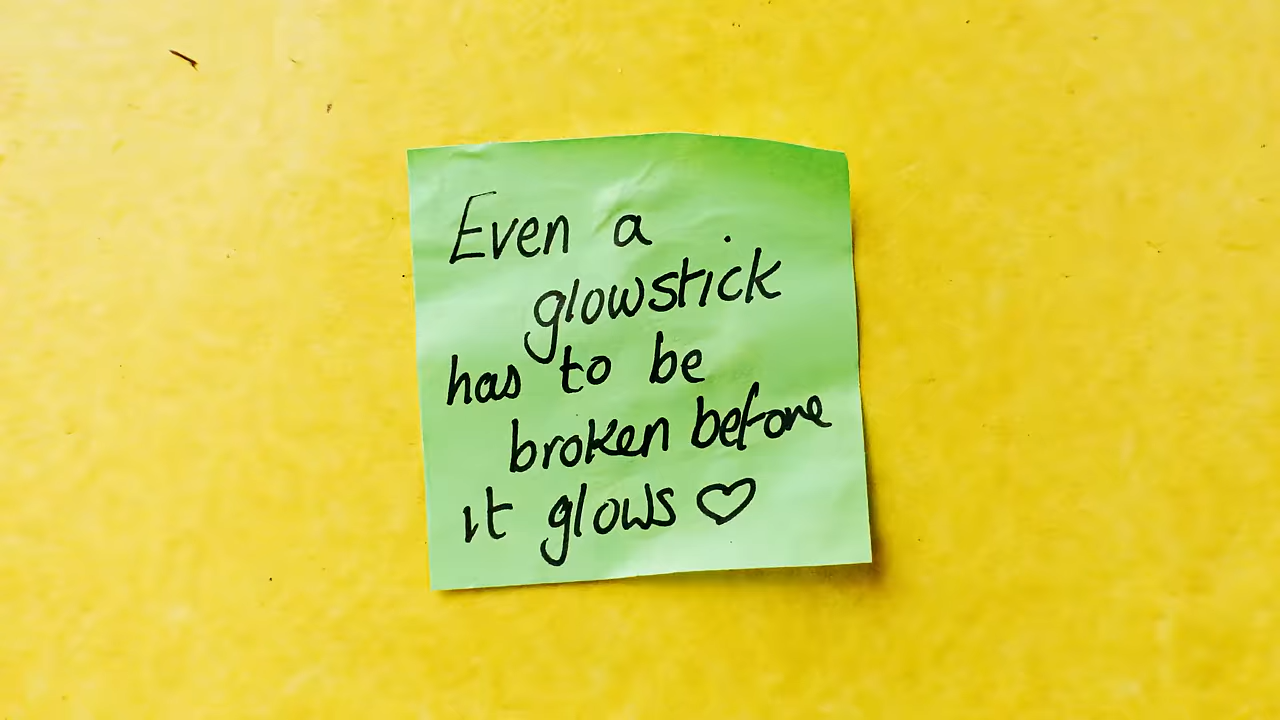 Even a
glowstick
has to be
broken before
it glows ♡